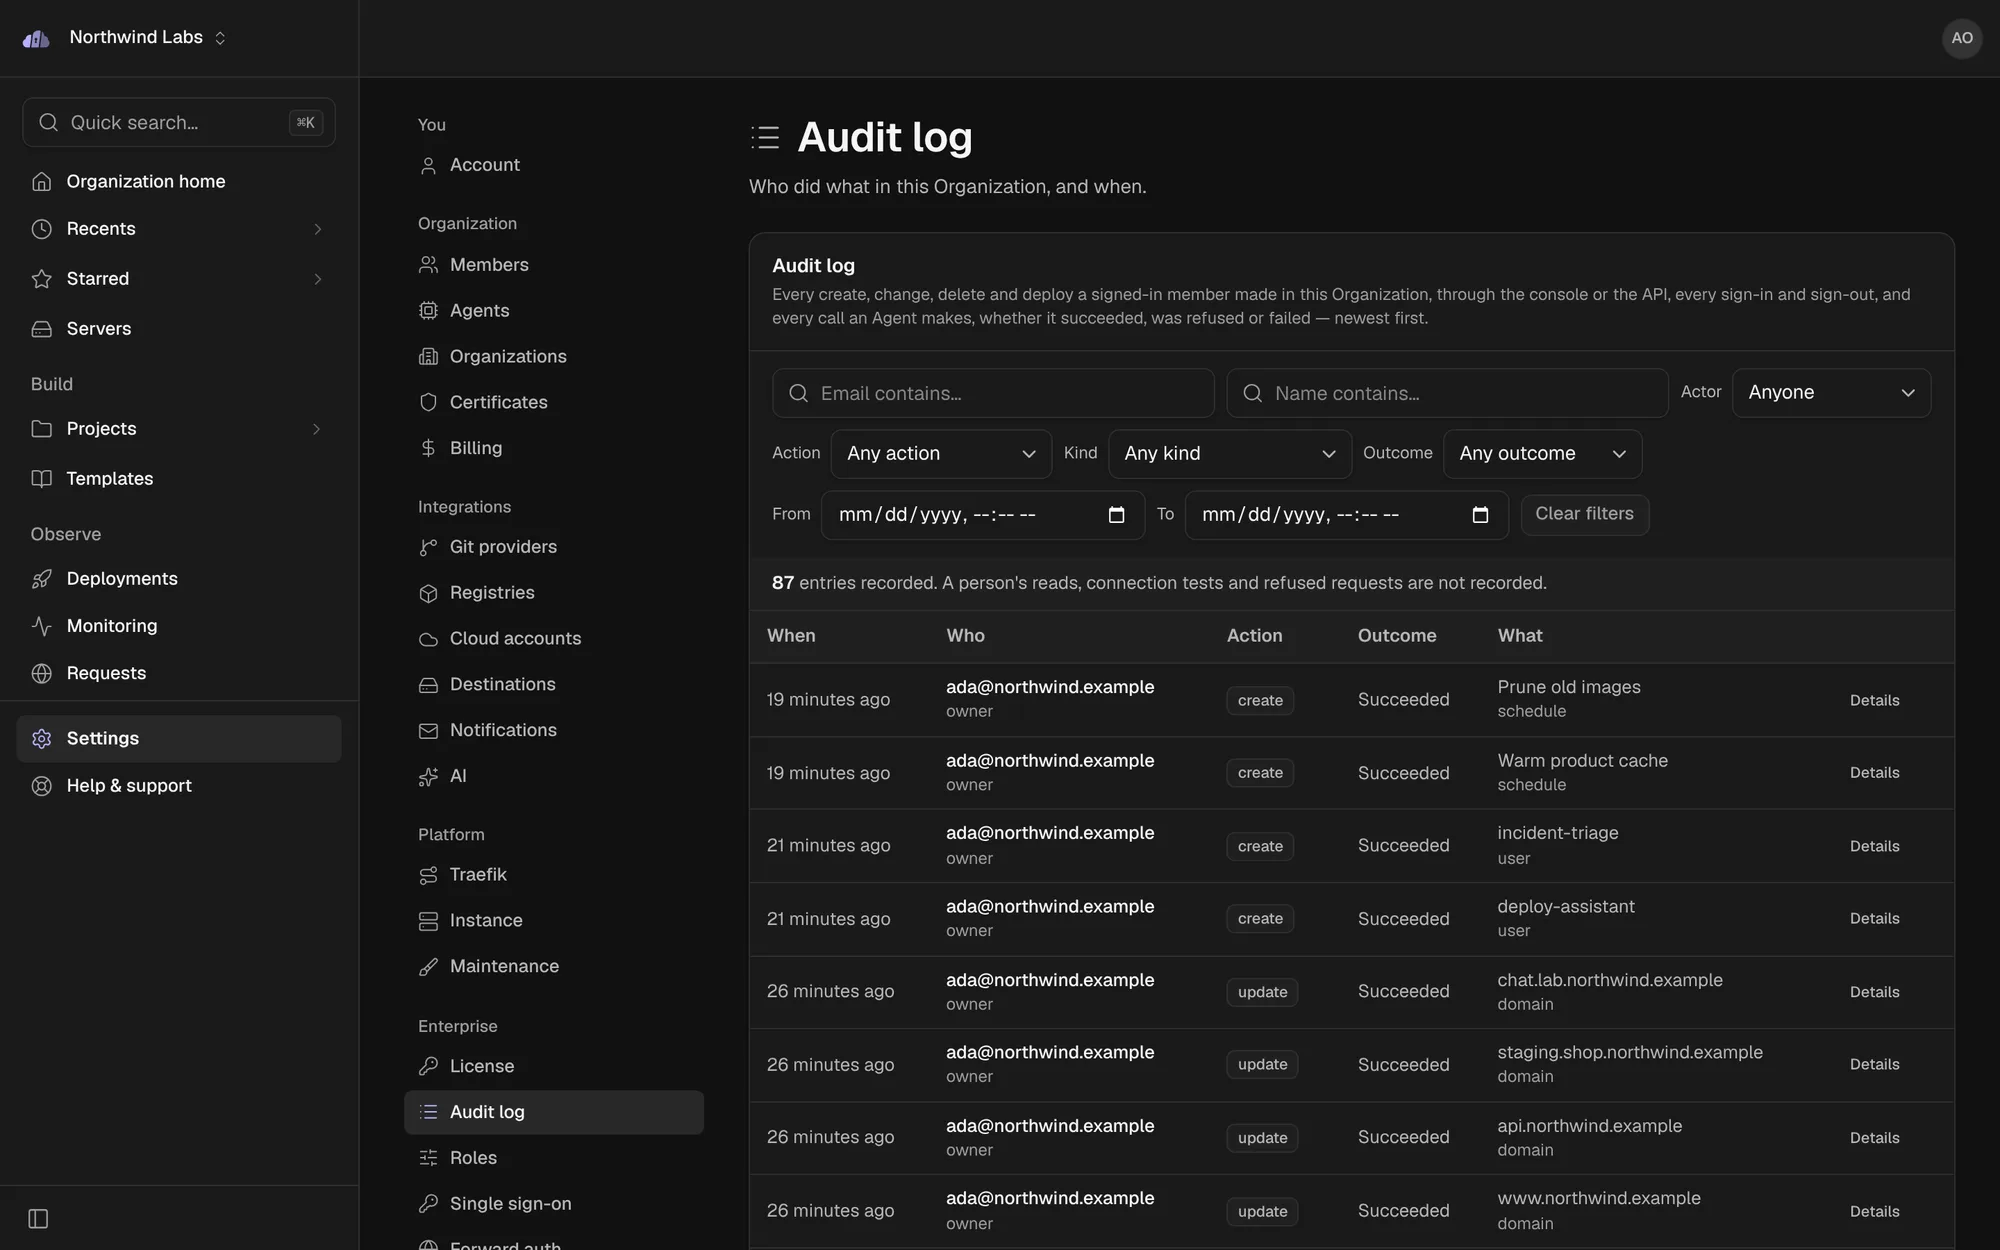 Northwind Labs
AO
Quick search...
⌘K
Organization home
Recents
Starred
Servers
Build
Projects
Templates
Observe
Deployments
Monitoring
Requests
Settings
Help & support
You
Account
Organization
Members
Agents
Organizations
Certificates
Billing
Integrations
Git providers
Registries
Cloud accounts
Destinations
Notifications
AI
Platform
Traefik
Instance
Maintenance
Enterprise
License
Audit log
Roles
Single sign-on
Forward auth
Audit log
Who did what in this Organization, and when.
Audit log
Every create, change, delete and deploy a signed-in member made in this Organization, through the console or the API, every sign-in and sign-out, and
every call an Agent makes, whether it succeeded, was refused or failed — newest first.
Email contains... Name contains... Actor Anyone
Action Any action Kind Any kind Outcome Any outcome
From mm/dd/yyyy, --:-- -- To mm/dd/yyyy, --:-- -- Clear filters
87 entries recorded. A person's reads, connection tests and refused requests are not recorded.
When Who Action Outcome What
19 minutes ago ada@northwind.example create Succeeded Prune old images Details
owner schedule
19 minutes ago ada@northwind.example create Succeeded Warm product cache Details
owner schedule
21 minutes ago ada@northwind.example create Succeeded incident-triage Details
owner user
21 minutes ago ada@northwind.example create Succeeded deploy-assistant Details
owner user
26 minutes ago ada@northwind.example update Succeeded chat.lab.northwind.example Details
owner domain
26 minutes ago ada@northwind.example update Succeeded staging.shop.northwind.example Details
owner domain
26 minutes ago ada@northwind.example update Succeeded api.northwind.example Details
owner domain
26 minutes ago ada@northwind.example update Succeeded www.northwind.example Details
owner domain